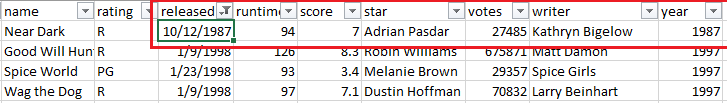 name rating released runtime score star votes writer year
Near Dark R 10/12/1987 94 7 Adrian Pasdar 27485 Kathryn Bigelow 1987
Good Will Hun R 1/9/1998 126 8.3 Robin Williams 675871 Matt Damon 1997
Spice World PG 1/23/1998 93 3.4 Melanie Brown 29357 Spice Girls 1997
Wag the Dog R 1/9/1998 97 7.1 Dustin Hoffman 70832 Larry Beinhart 1997